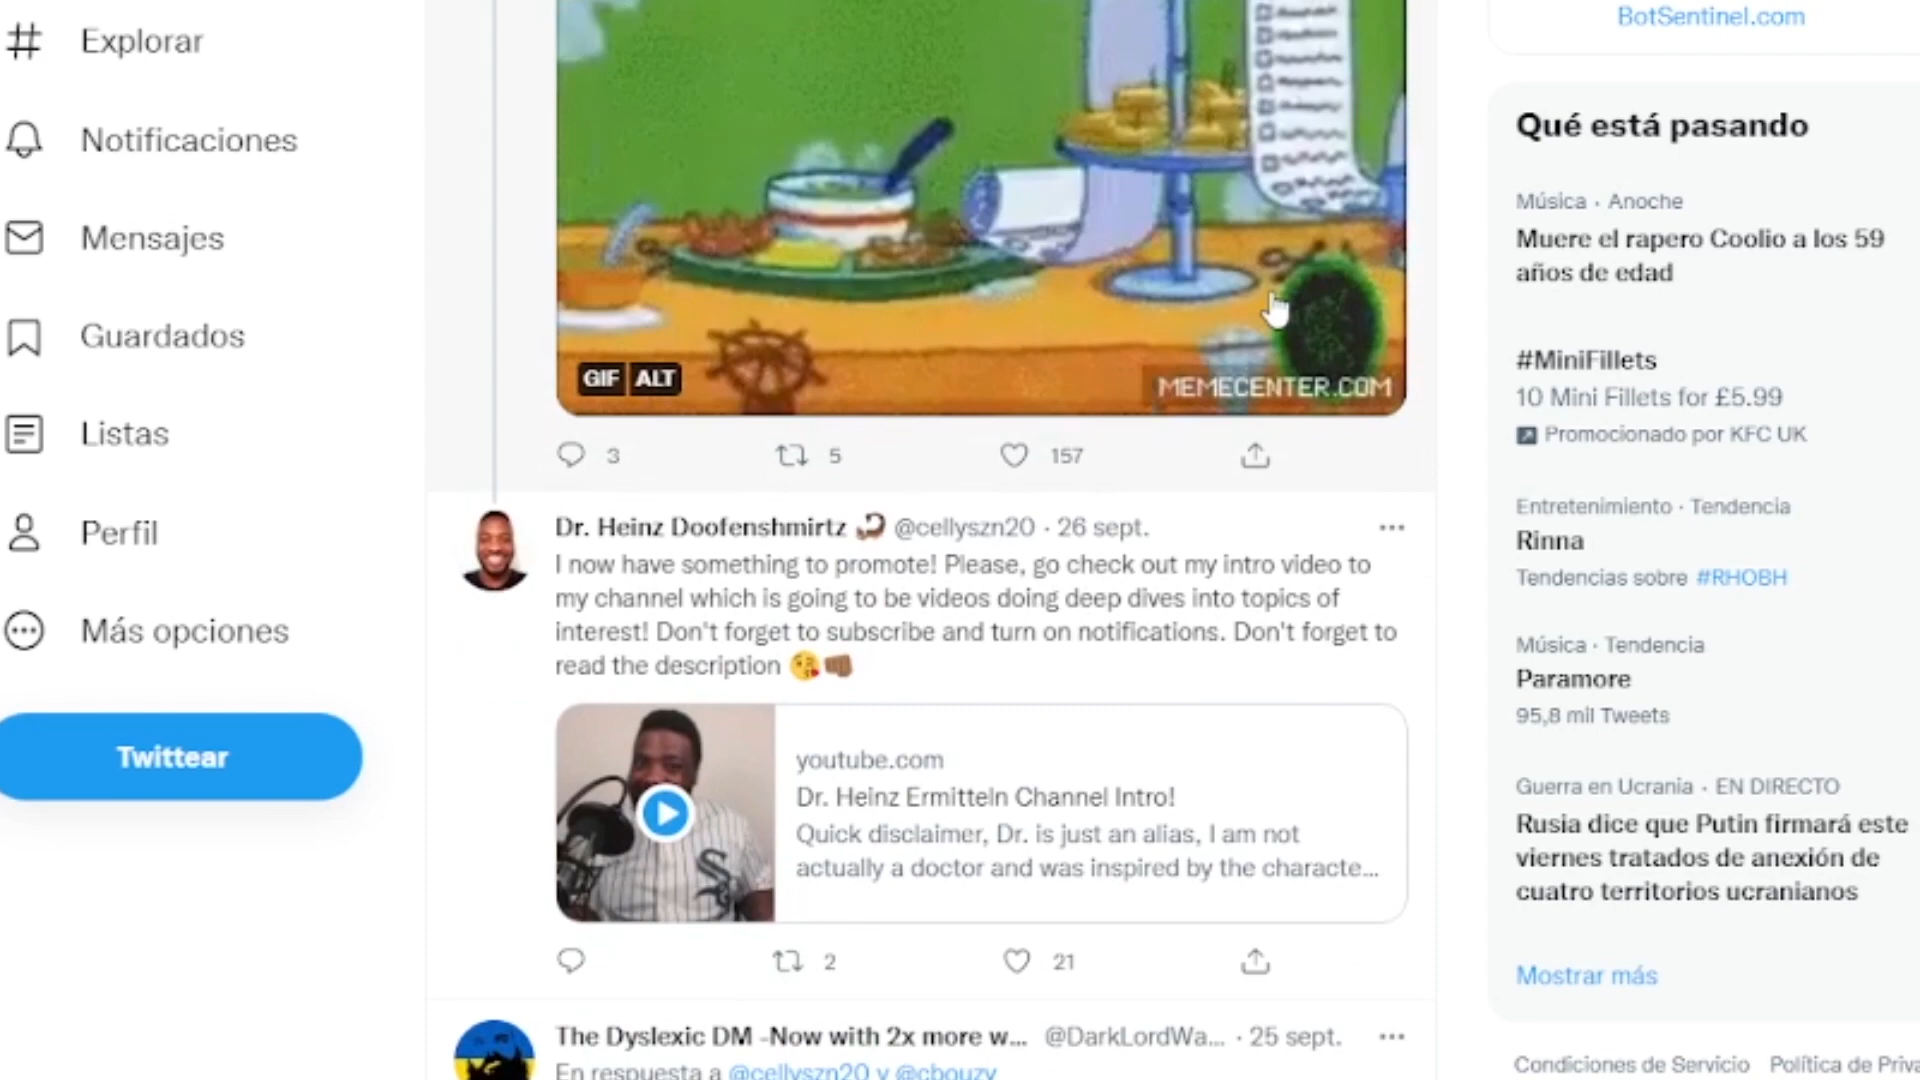 Explorar
Notificaciones
Mensajes
Guardados
Listas
Perfil
Más opciones
Twittear
GIF ALT
MEMECENTER.COM
3 5 157
Dr. Heinz Doofenshmirtz @cellyszn20 · 26 sept.
I now have something to promote! Please, go check out my intro video to
my channel which is going to be videos doing deep dives into topics of
interest! Don't forget to subscribe and turn on notifications. Don't forget to
read the description 😘👊🏾
youtube.com
Dr. Heinz Ermitteln Channel Intro!
Quick disclaimer, Dr. is just an alias, I am not
actually a doctor and was inspired by the characte...
2 21
The Dyslexic DM -Now with 2x more w... @DarkLordWa... · 25 sept.
En respuesta a @cellyszn20 y @cbouzy
BotSentinel.com
Qué está pasando
Música · Anoche
Muere el rapero Coolio a los 59
años de edad
#MiniFillets
10 Mini Fillets for £5.99
Promocionado por KFC UK
Entretenimiento · Tendencia
Rinna
Tendencias sobre #RHOBH
Música · Tendencia
Paramore
95,8 mil Tweets
Guerra en Ucrania · EN DIRECTO
Rusia dice que Putin firmará este
viernes tratados de anexión de
cuatro territorios ucranianos
Mostrar más
Condiciones de Servicio Política de Priva